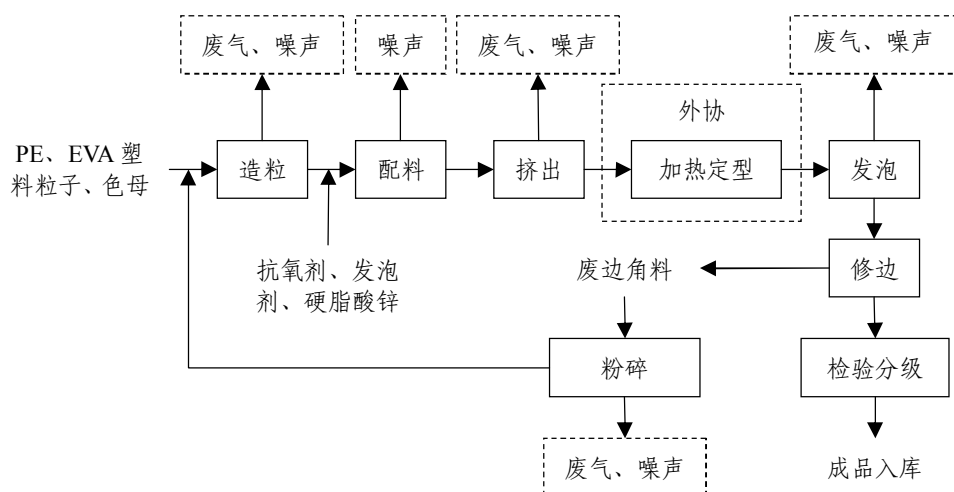 废气、噪声
噪声
废气、噪声
废气、噪声
外协
PE、EVA 塑
料粒子、色母
造粒
配料
挤出
加热定型
发泡
抗氧剂、发泡
剂、硬脂酸锌
废边角料
修边
粉碎
检验分级
废气、噪声
成品入库